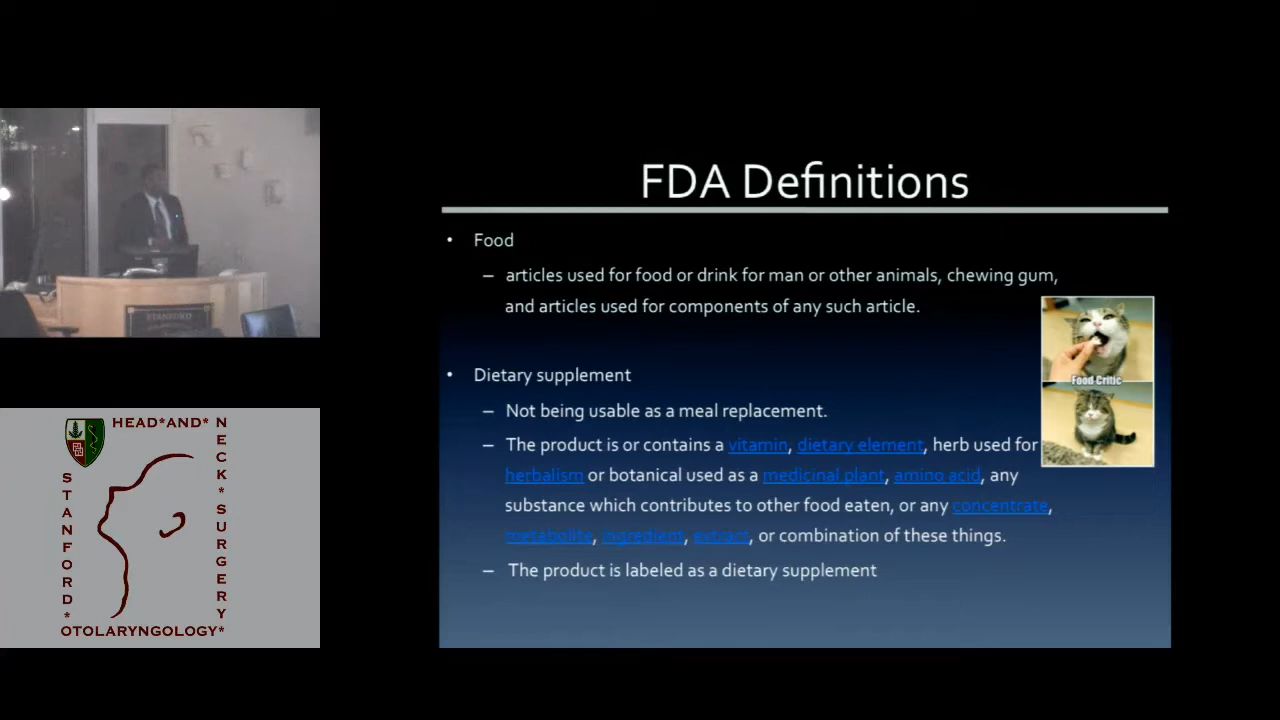 FDA Definitions
• Food
– articles used for food or drink for man or other animals, chewing gum,
and articles used for components of any such article.
• Dietary supplement
– Not being usable as a meal replacement.
– The product is or contains a vitamin, dietary element, herb used for
herbalism or botanical used as a medicinal plant, amino acid, any
substance which contributes to other food eaten, or any concentrate,
metabolite, ingredient, extract, or combination of these things.
– The product is labeled as a dietary supplement
Food Critic
STANFORD
HEAD*AND*
NECK*SURGERY
STANFORD*
OTOLARYNGOLOGY*